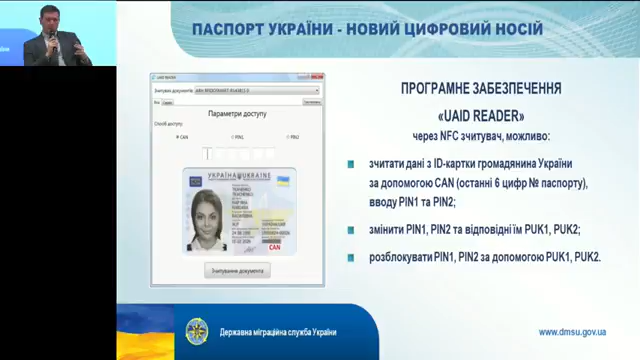 ПАСПОРТ УКРАЇНИ - НОВИЙ ЦИФРОВИЙ НОСІЙ
ПРОГРАМНЕ ЗАБЕЗПЕЧЕННЯ
«UAID READER»
через NFC зчитувач, можливо:
зчитати дані з ID-картки громадянина України
за допомогою CAN (останні 6 цифр № паспорту),
вводу PIN1 та PIN2;
змінити PIN1, PIN2 та відповідні їм PUK1, PUK2;
розблокувати PIN1, PIN2 за допомогою PUK1, PUK2.
UAID READER
Параметри доступу
Спосіб доступу:
CAN PIN1 PIN2
УКРАЇНА UKRAINE
CAN
Зчитування документа
Державна міграційна служба України
www.dmsu.gov.ua